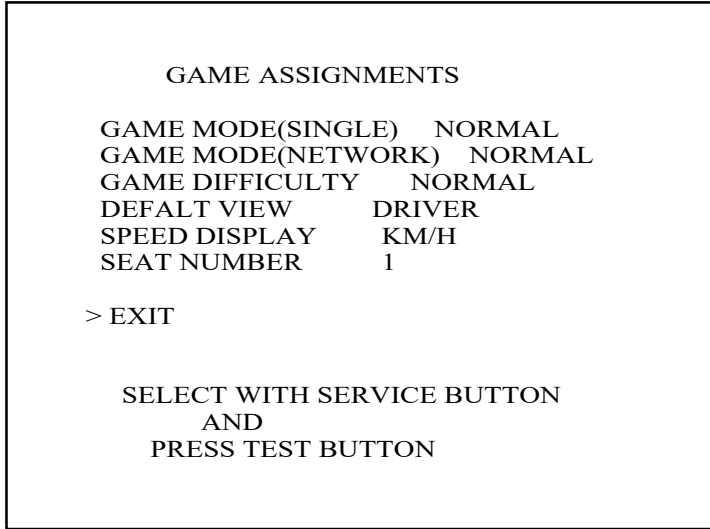 GAME ASSIGNMENTS
GAME MODE(SINGLE) NORMAL
GAME MODE(NETWORK) NORMAL
GAME DIFFICULTY NORMAL
DEFALT VIEW DRIVER
SPEED DISPLAY KM/H
SEAT NUMBER 1
> EXIT
SELECT WITH SERVICE BUTTON
AND
PRESS TEST BUTTON